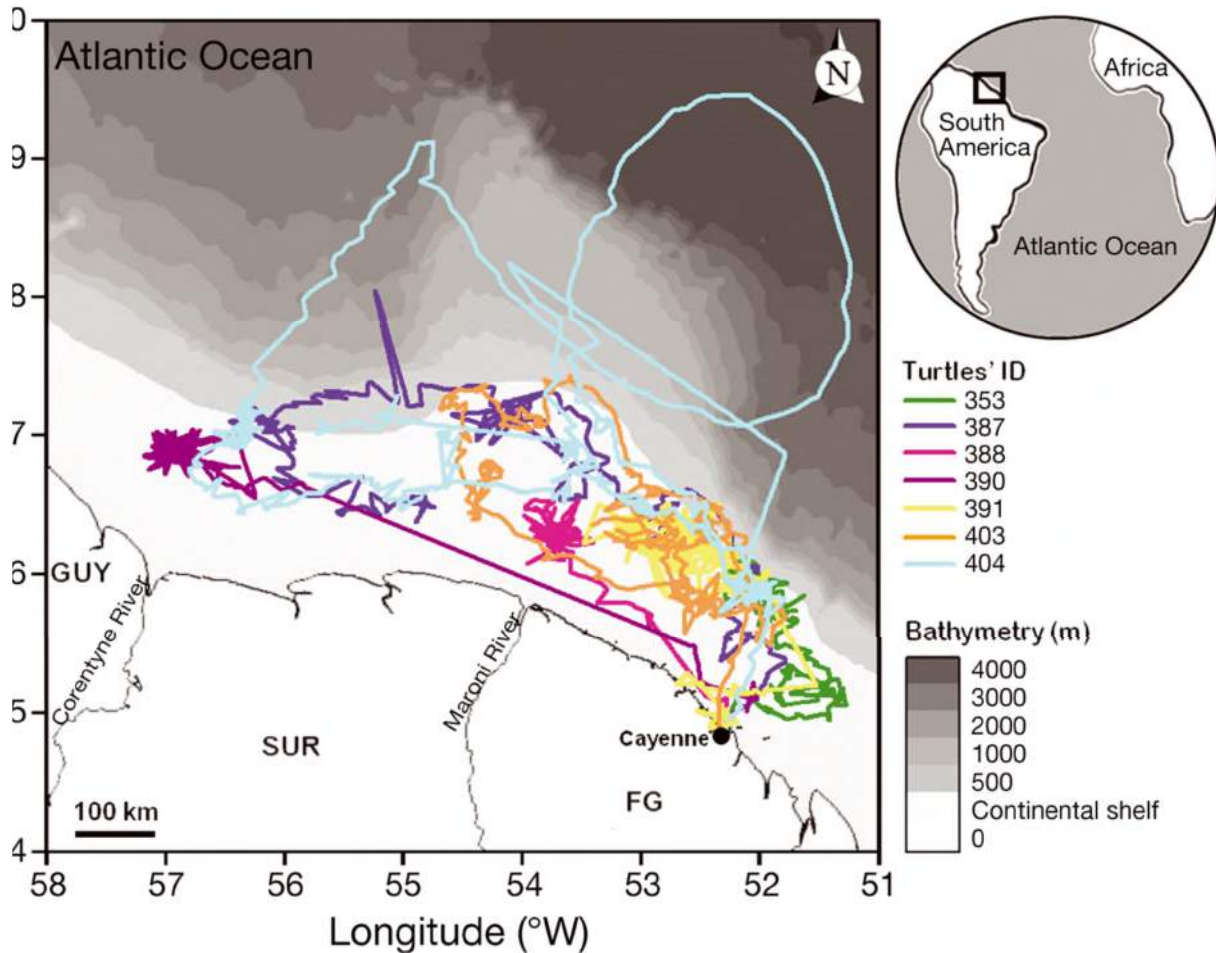 Atlantic Ocean
N
0
9
8
7
6
5
4
GUY
Corentyne River
Maroni River
SUR
Cayenne
FG
100 km
58 57 56 55 54 53 52 51
Longitude (°W)
Africa
South
America
Atlantic Ocean
Turtles' ID
353
387
388
390
391
403
404
Bathymetry (m)
4000
3000
2000
1000
500
Continental shelf
0